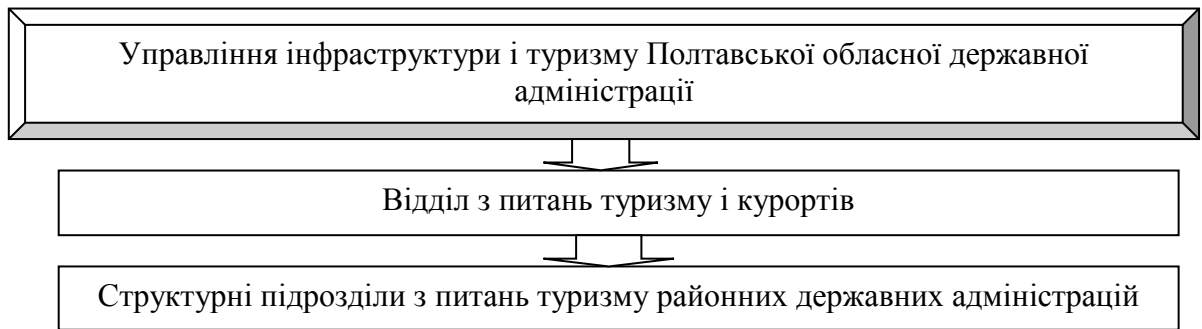 Управління інфраструктури і туризму Полтавської обласної державної
адміністрації
Відділ з питань туризму і курортів
Структурні підрозділи з питань туризму районних державних адміністрацій